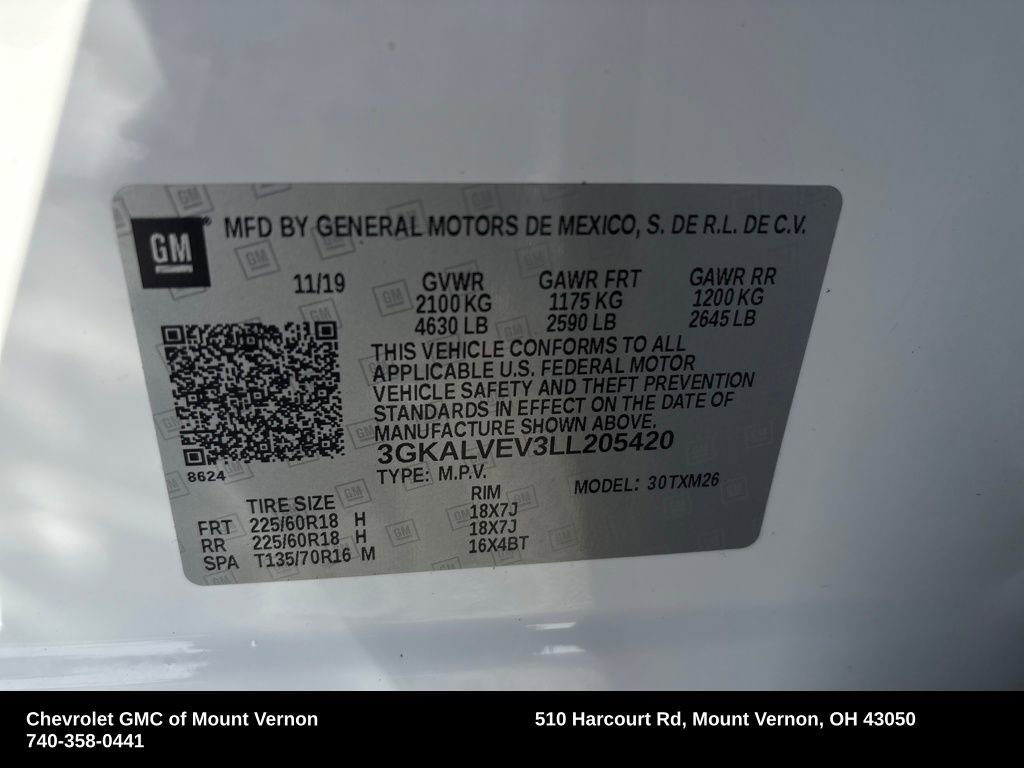 GM
MFD BY GENERAL MOTORS DE MEXICO, S. DE R.L. DE C.V.
11/19 GVWR GAWR FRT GAWR RR
2100 KG 1175 KG 1200 KG
4630 LB 2590 LB 2645 LB
THIS VEHICLE CONFORMS TO ALL
APPLICABLE U.S. FEDERAL MOTOR
VEHICLE SAFETY AND THEFT PREVENTION
STANDARDS IN EFFECT ON THE DATE OF
MANUFACTURE SHOWN ABOVE.
3GKALVEV3LL205420
8624
TYPE: M.P.V.
MODEL: 30TXM26
TIRE SIZE RIM
FRT 225/60R18 H 18X7J
RR 225/60R18 H 18X7J
SPA T135/70R16 M 16X4BT
Chevrolet GMC of Mount Vernon
740-358-0441
510 Harcourt Rd, Mount Vernon, OH 43050